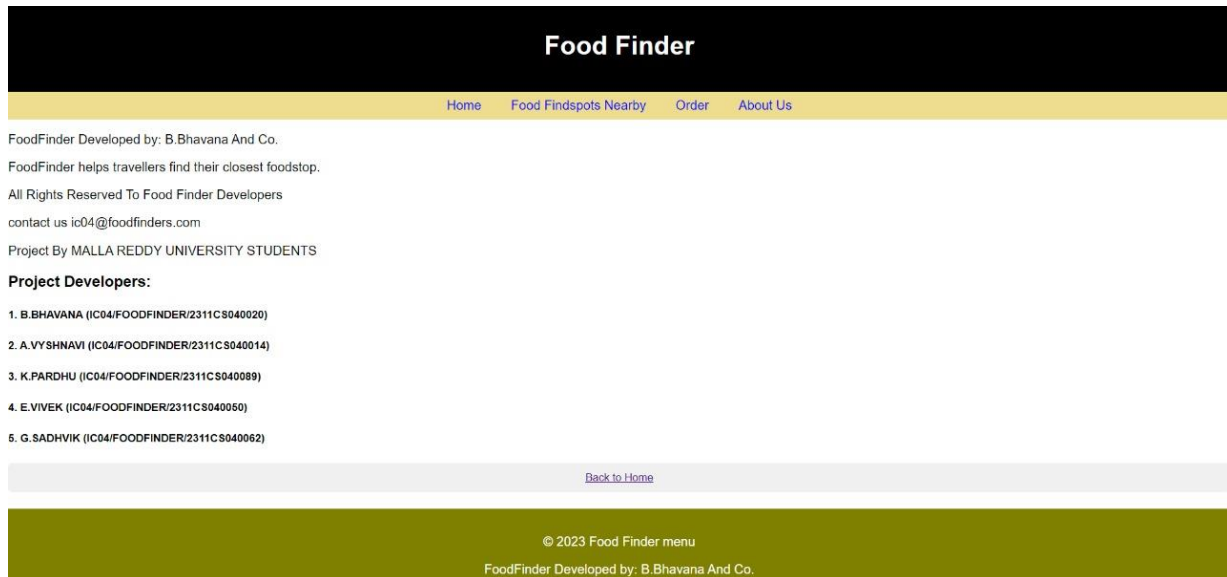 Food Finder
Home Food Findspots Nearby Order About Us
FoodFinder Developed by: B.Bhavana And Co.
FoodFinder helps travellers find their closest foodstop.
All Rights Reserved To Food Finder Developers
contact us ic04@foodfinders.com
Project By MALLA REDDY UNIVERSITY STUDENTS
Project Developers:
1. B.BHAVANA (IC04/FOODFINDER/2311CS040020)
2. A.VYSHNAVI (IC04/FOODFINDER/2311CS040014)
3. K.PARDHU (IC04/FOODFINDER/2311CS040089)
4. E.VIVEK (IC04/FOODFINDER/2311CS040050)
5. G.SADHVIK (IC04/FOODFINDER/2311CS040062)
Back to Home
© 2023 Food Finder menu
FoodFinder Developed by: B.Bhavana And Co.